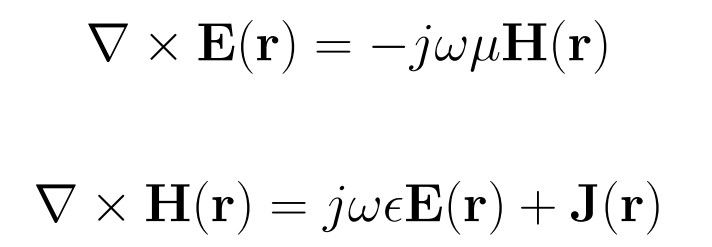 ∇ × 𝐄(𝐫) = −jωμ𝐇(𝐫)
∇ × 𝐇(𝐫) = jωϵ𝐄(𝐫) + 𝐉(𝐫)